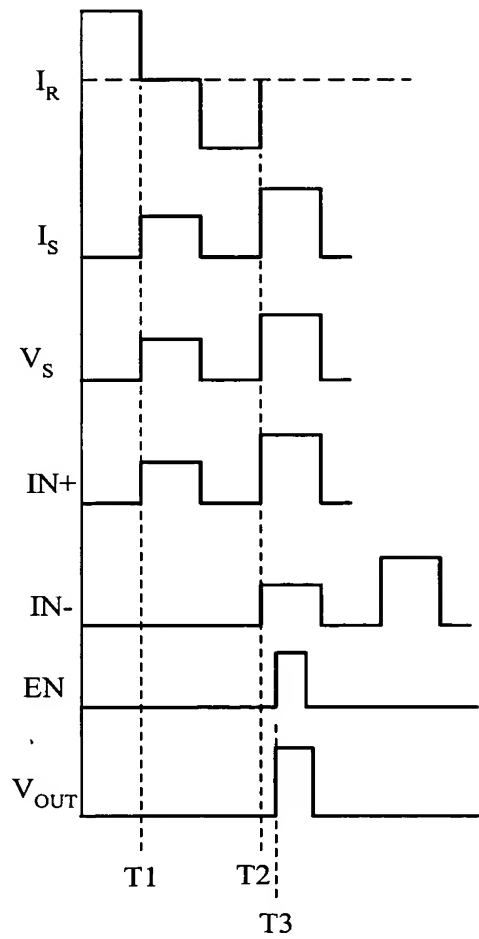 I_R
I_S
V_S
IN+
IN-
EN
V_OUT
T1 T2
T3